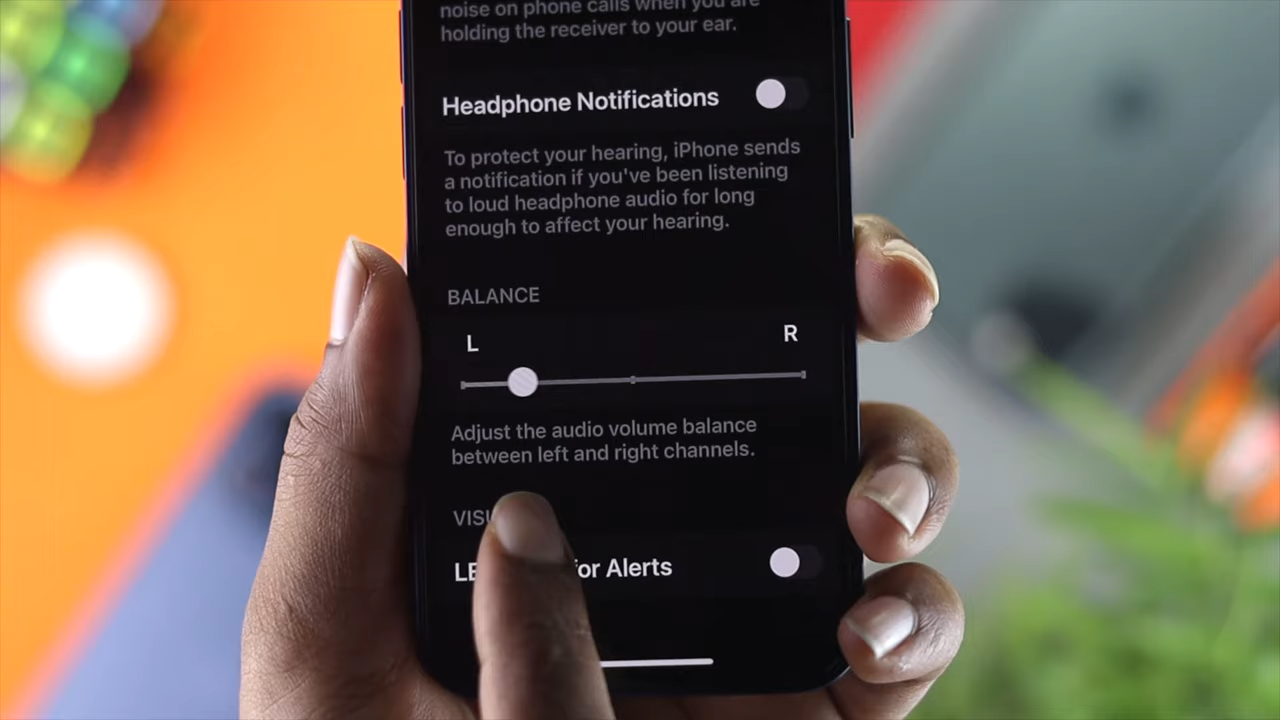 noise on phone calls when you are
holding the receiver to your ear.
Headphone Notifications
To protect your hearing, iPhone sends
a notification if you've been listening
to loud headphone audio for long
enough to affect your hearing.
BALANCE
L R
Adjust the audio volume balance
between left and right channels.
for Alerts